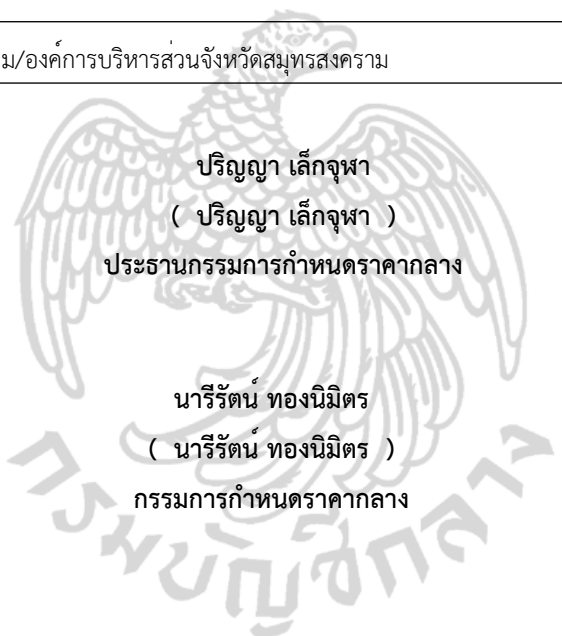 ม/องค์การบริหารส่วนจังหวัดสมุทรสงคราม
ปริญญา เล็กจุฬา
( ปริญญา เล็กจุฬา )
ประธานกรรมการกำหนดราคากลาง
นารีรัตน์ ทองนิมิตร
( นารีรัตน์ ทองนิมิตร )
กรรมการกำหนดราคากลาง
กรมบัญชีกลาง